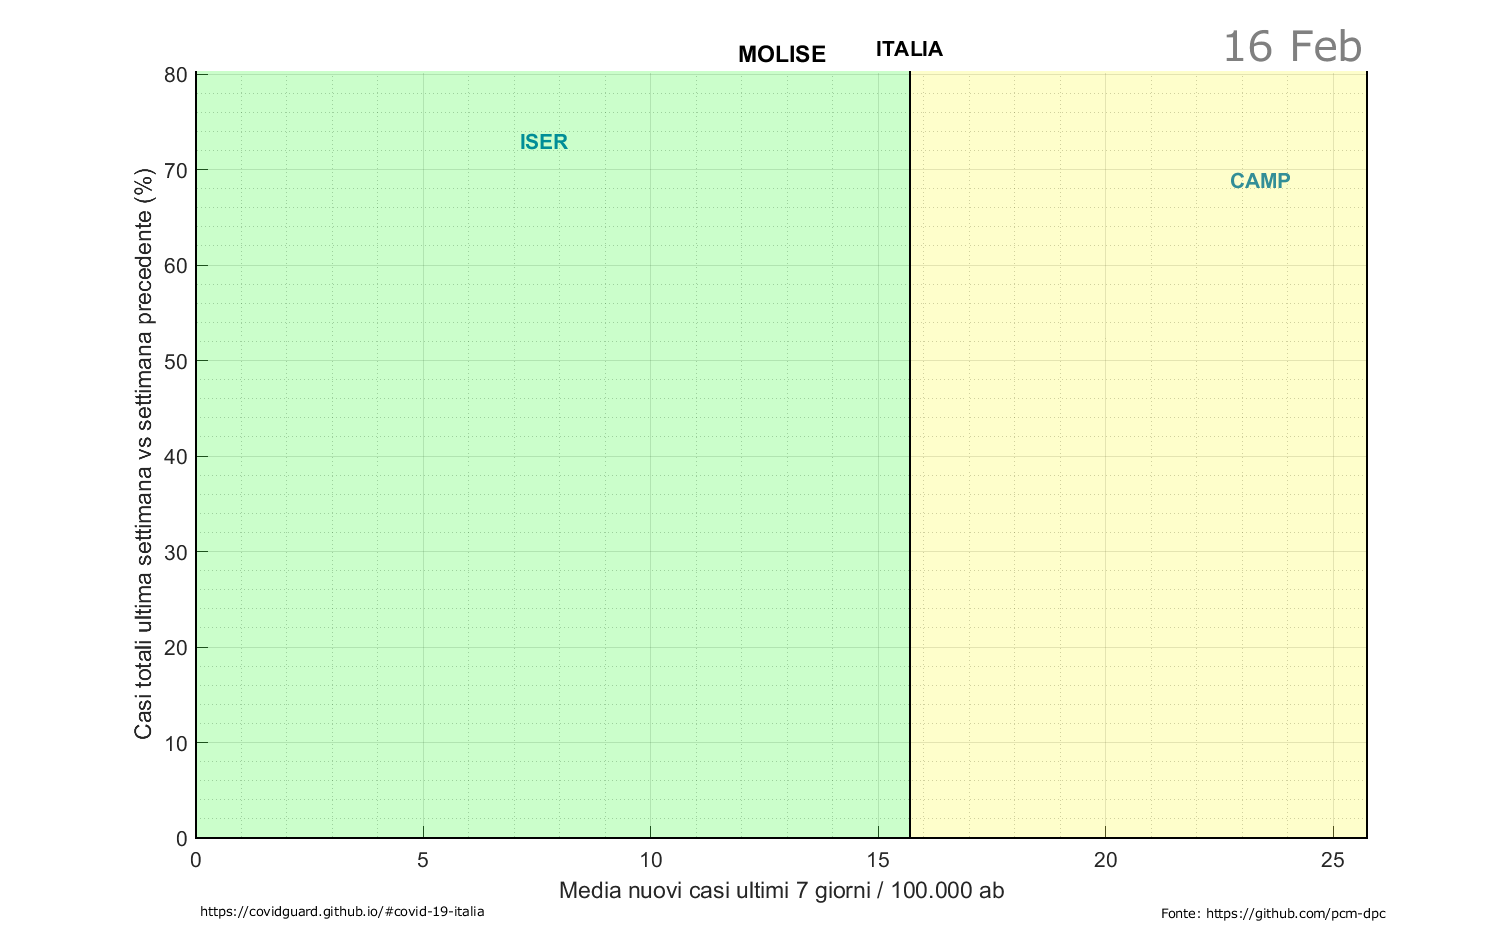 MOLISE
ITALIA
16 Feb
80
ISER
70
CAMP
60
50
40
30
20
10
0
Casi totali ultima settimana vs settimana precedente (%)
0 5 10 15 20 25
Media nuovi casi ultimi 7 giorni / 100.000 ab
https://covidguard.github.io/#covid-19-italia
Fonte: https://github.com/pcm-dpc